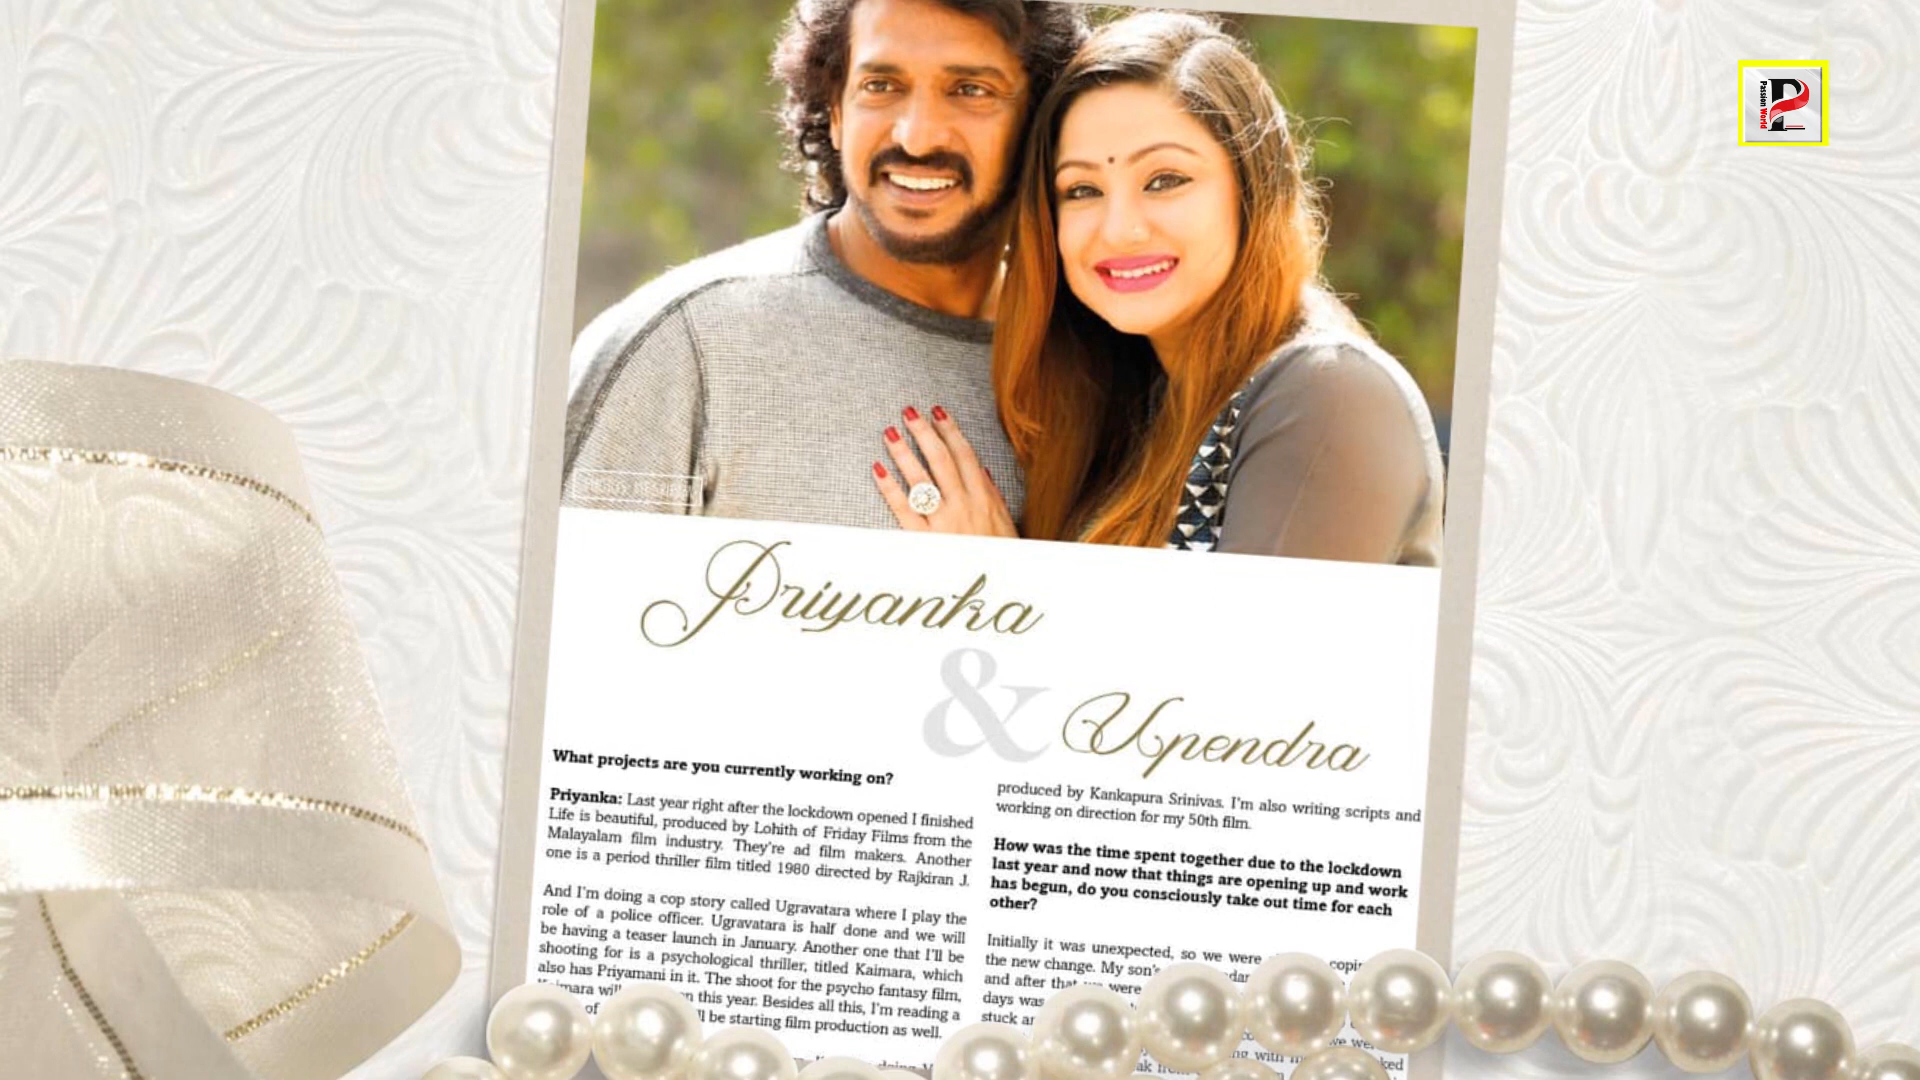 Passion World
Priyanka
&
Upendra
What projects are you currently working on?
Priyanka: Last year right after the lockdown opened I finished
Life is beautiful, produced by Lohith of Friday Films from the
Malayalam film industry. They're ad film makers. Another
one is a period thriller film titled 1980 directed by Rajkiran J.
And I'm doing a cop story called Ugravatara where I play the
role of a police officer. Ugravatara is half done and we will
be having a teaser launch in January. Another one that I'll be
shooting for is a psychological thriller, titled Kaimara, which
also has Priyamani in it. The shoot for the psycho fantasy film,
this year. Besides all this, I'm reading a
of be starting film production as well.
produced by Kankapura Srinivas. I'm also writing scripts and
working on direction for my 50th film.
How was the time spent together due to the lockdown
last year and now that things are opening up and work
has begun, do you consciously take out time for each
other?
Initially it was unexpected, so we were
the new change. My son's
and after that were
days was
stuck